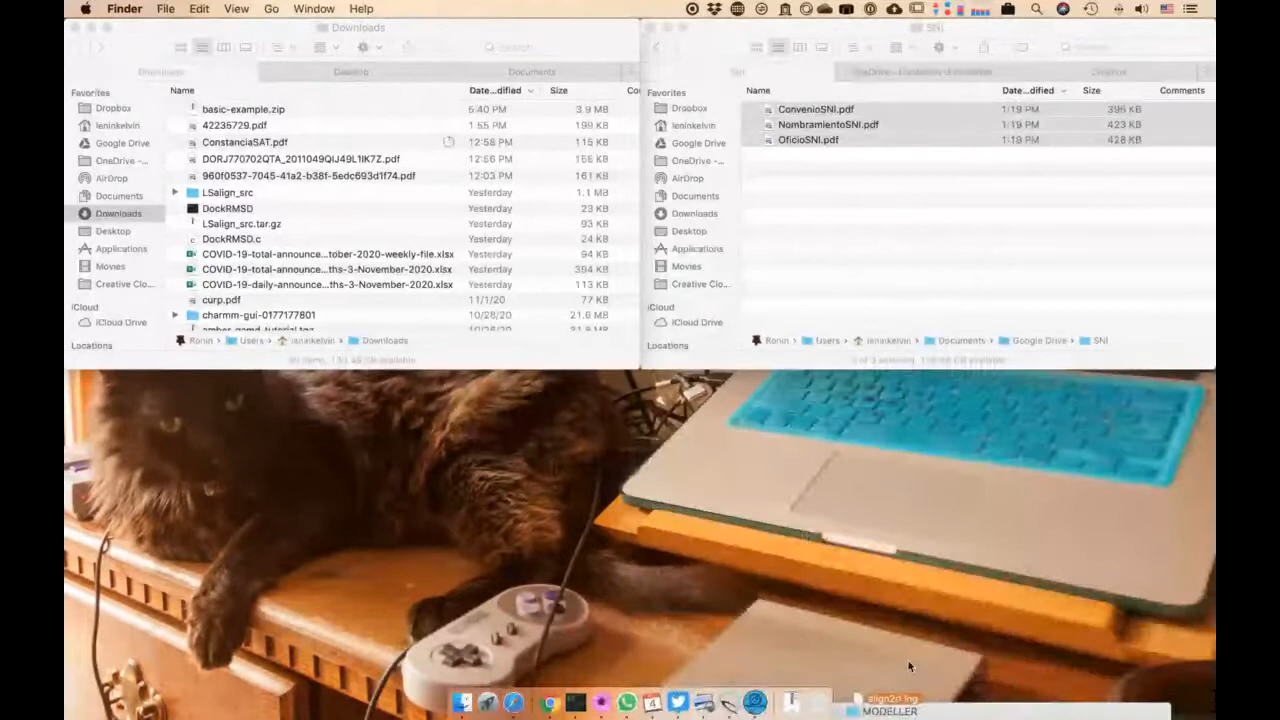 Finder File Edit View Go Window Help
Downloads
Search
Downloads Desktop Documents
Favorites
Dropbox
leninkelvin
Google Drive
OneDrive -...
AirDrop
Documents
Downloads
Desktop
Applications
Movies
Creative Clo...
iCloud
iCloud Drive
Locations
Name Date...dified Size
basic-example.zip 5:40 PM 3.9 MB
42235729.pdf 1:55 PM 199 KB
ConstanciaSAT.pdf 12:58 PM 115 KB
12:56 PM
960f0537-7045-41a2-b38f-5edc693d1f74.pdf 12:03 PM 161 KB
LSalign_src Yesterday 1.1 MB
DockRMSD Yesterday 23 KB
LSalign_src.tar.gz Yesterday 93 KB
DockRMSD.c Yesterday 24 KB
COVID-19-total-announce...tober-2020-weekly-file.xlsx Yesterday 94 KB
COVID-19-total-announce...ths-3-November-2020.xlsx Yesterday 394 KB
COVID-19-daily-announce...ths-3-November-2020.xlsx Yesterday 113 KB
curp.pdf 11/1/20 77 KB
charmm-gui-0177177801 10/28/20 21.6 MB
Ronin Users leninkelvin Downloads
SNI
Search
SNI Dropbox
Favorites
Dropbox
leninkelvin
Google Drive
OneDrive -...
AirDrop
Documents
Downloads
Desktop
Applications
Movies
Creative Clo...
iCloud
iCloud Drive
Locations
Name Date...dified Size Comments
ConvenioSNI.pdf 1:19 PM 395 KB
NombramientoSNI.pdf 1:19 PM 423 KB
OficioSNI.pdf 1:19 PM 428 KB
Ronin Users leninkelvin Documents Google Drive SNI
MODELLER